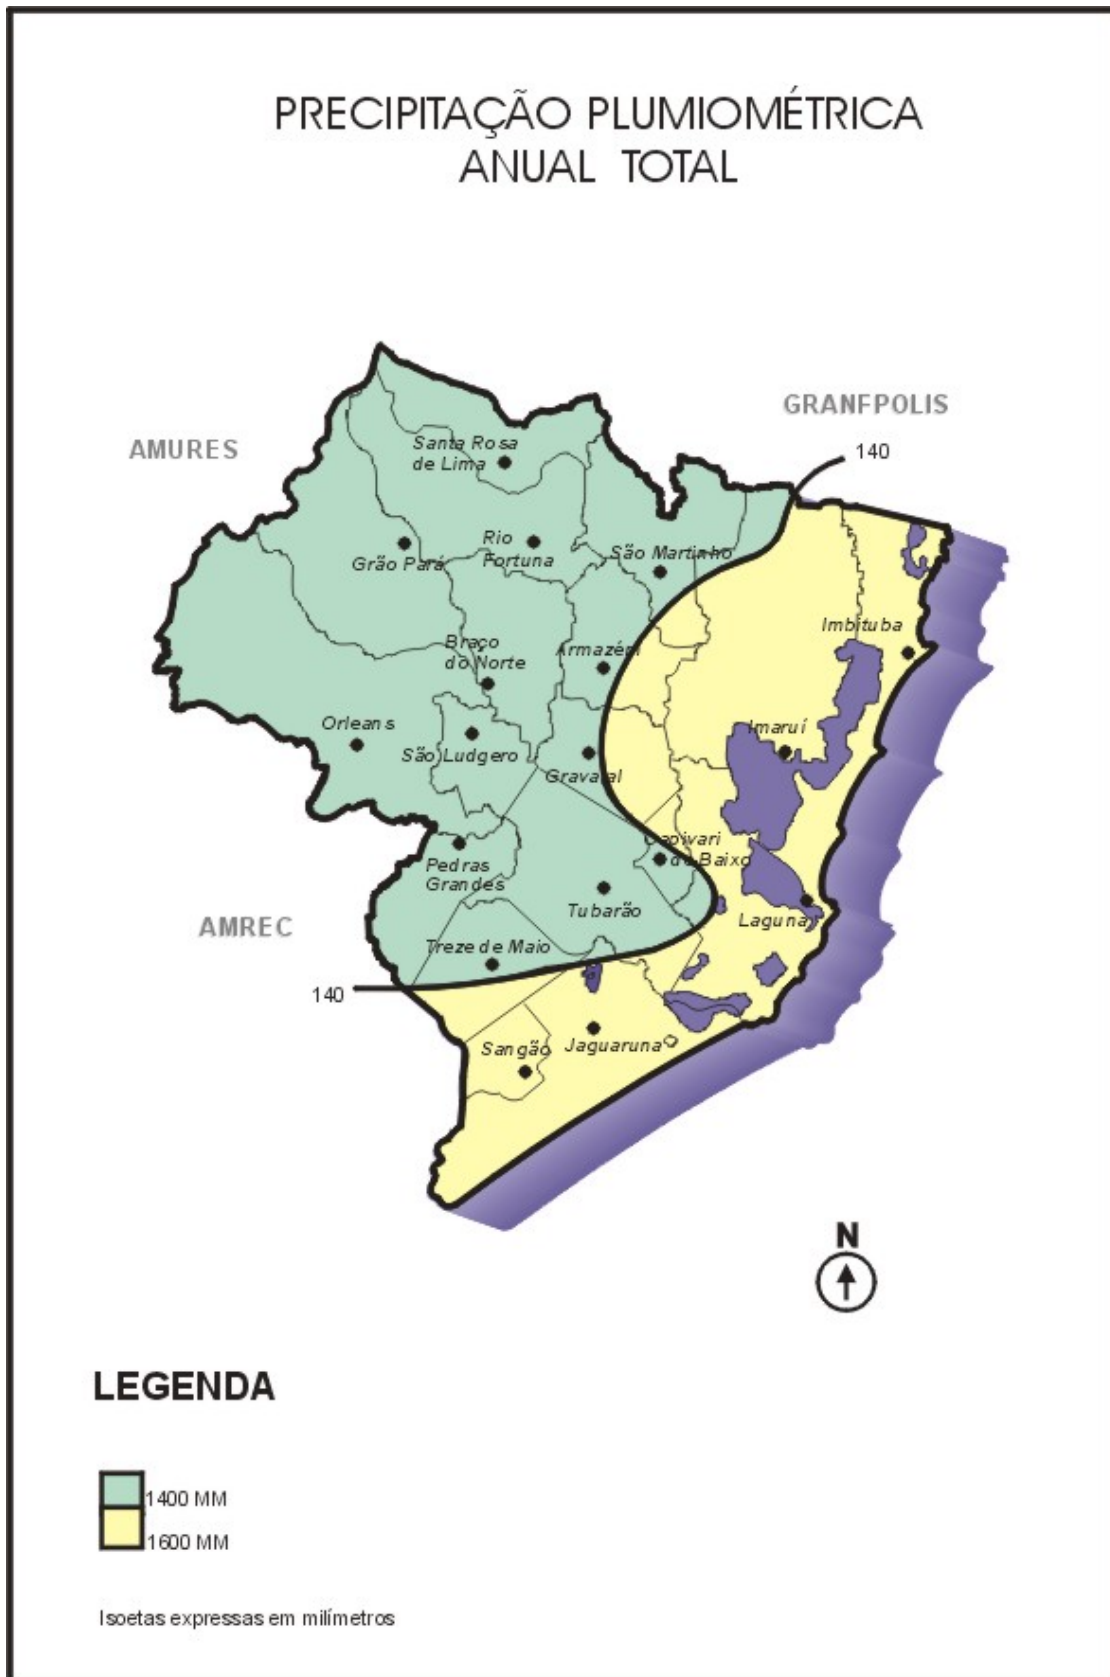 PRECIPITAÇÃO PLUMIOMÉTRICA
ANUAL TOTAL
GRANFPOLIS
AMURES
140
Santa Rosa
de Lima
Rio
Fortuna
São Martinho
Grão Pará
Imbituba
Braço
do Norte
Armazém
Orleans
Imaruí
São Ludgero
Gravatal
Capivari
do Baixo
Pedras
Grandes
Tubarão
Laguna
AMREC
Treze de Maio
140
Sangão
Jaguaruna
N
LEGENDA
1400 MM
1600 MM
Isoetas expressas em milímetros